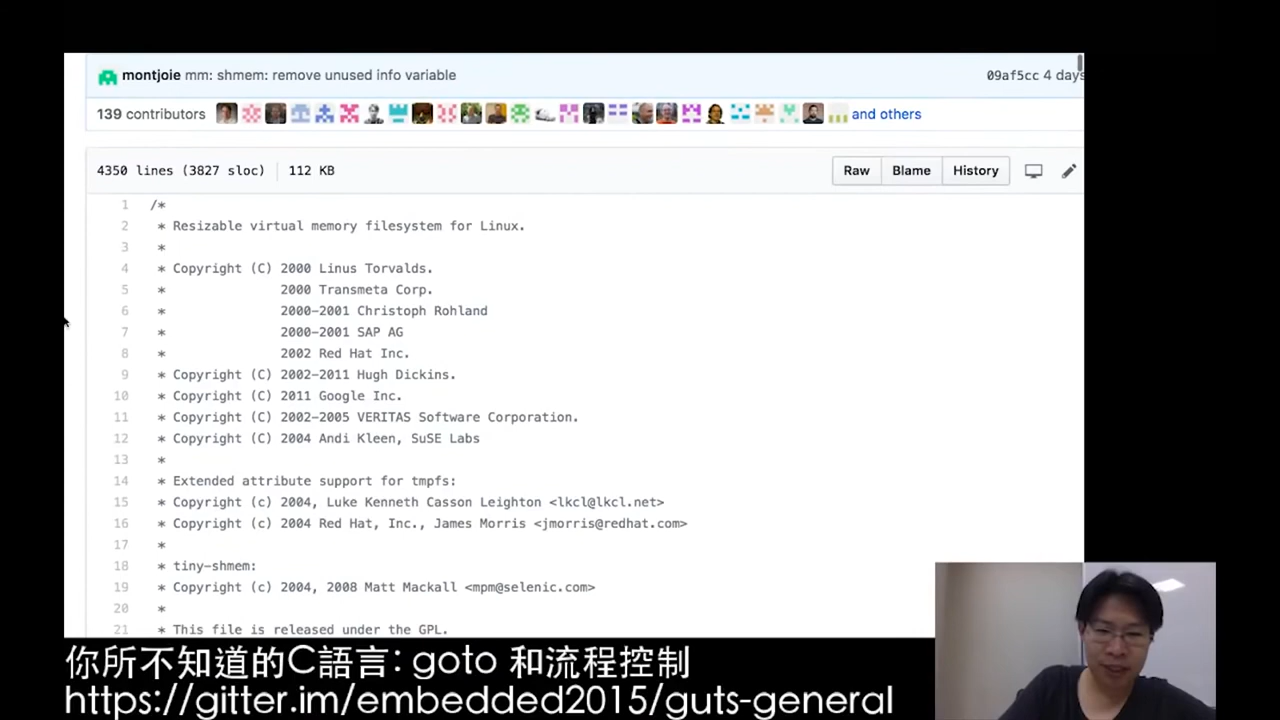 montjoie mm: shmem: remove unused info variable 09af5cc 4 days
139 contributors and others
4350 lines (3827 sloc) 112 KB Raw Blame History
1 /*
2 * Resizable virtual memory filesystem for Linux.
3 *
4 * Copyright (C) 2000 Linus Torvalds.
5 * 2000 Transmeta Corp.
6 * 2000-2001 Christoph Rohland
7 * 2000-2001 SAP AG
8 * 2002 Red Hat Inc.
9 * Copyright (C) 2002-2011 Hugh Dickins.
10 * Copyright (C) 2011 Google Inc.
11 * Copyright (C) 2002-2005 VERITAS Software Corporation.
12 * Copyright (C) 2004 Andi Kleen, SuSE Labs
13 *
14 * Extended attribute support for tmpfs:
15 * Copyright (c) 2004, Luke Kenneth Casson Leighton <lkcl@lkcl.net>
16 * Copyright (c) 2004 Red Hat, Inc., James Morris <jmorris@redhat.com>
17 *
18 * tiny-shmem:
19 * Copyright (c) 2004, 2008 Matt Mackall <mpm@selenic.com>
20 *
21 * This file is released under the GPL.
你所不知道的C語言: goto 和流程控制
https://gitter.im/embedded2015/guts-general